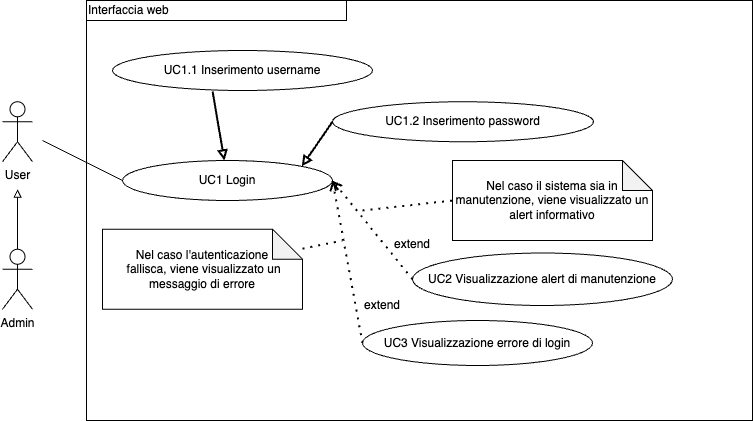 Interfaccia web
UC1.1 Inserimento username
UC1.2 Inserimento password
User
UC1 Login
Nel caso il sistema sia in
manutenzione, viene visualizzato un
alert informativo
Nel caso l'autenticazione
fallisca, viene visualizzato un
messaggio di errore
extend
UC2 Visualizzazione alert di manutenzione
extend
Admin
UC3 Visualizzazione errore di login